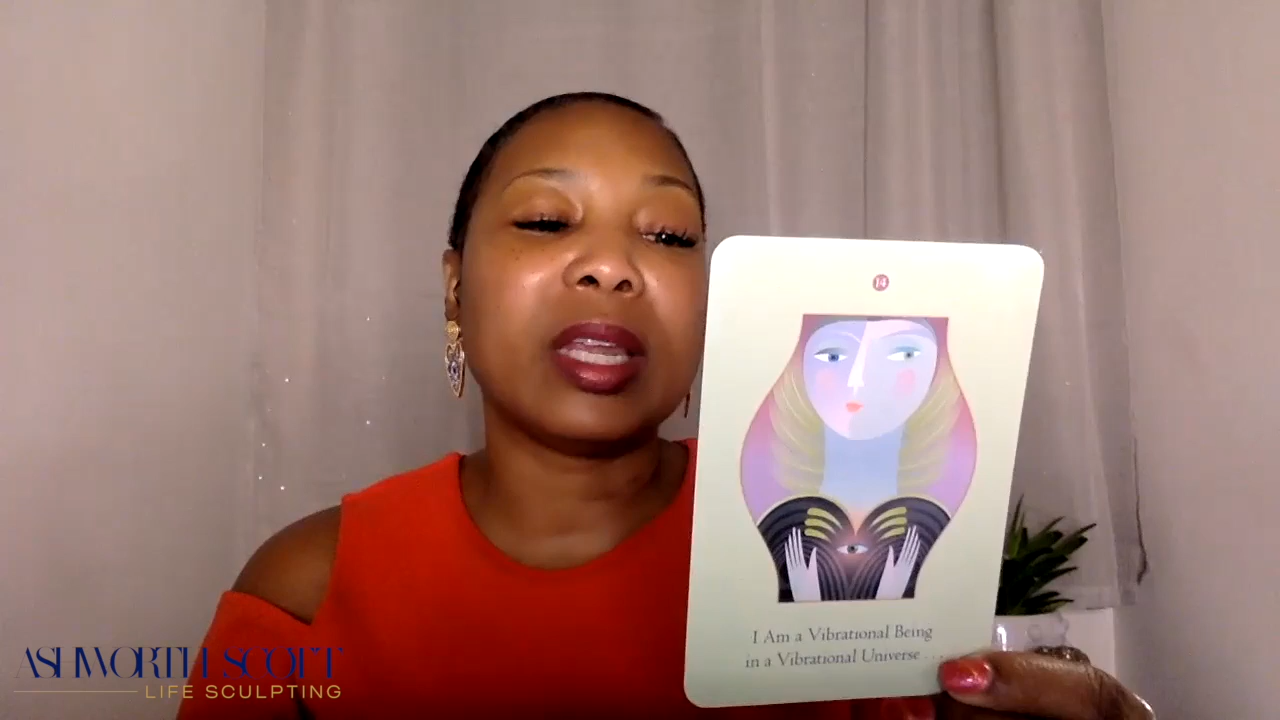 14
I Am a Vibrational Being
in a Vibrational Universe . . . .
ASHWORTH SCOTT
LIFE SCULPTING